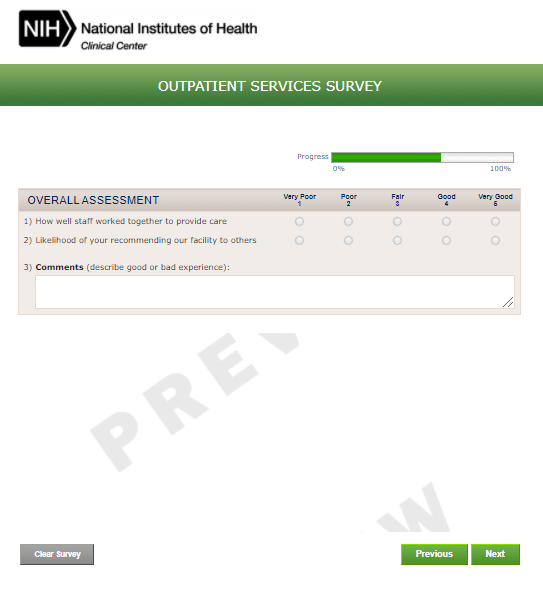 NIH National Institutes of Health
Clinical Center
OUTPATIENT SERVICES SURVEY
Progress
0% 100%
OVERALL ASSESSMENT Very Poor 1 Poor 2 Fair 3 Good 4 Very Good 5
1) How well staff worked together to provide care
2) Likelihood of your recommending our facility to others
3) Comments (describe good or bad experience):
PREV
W
Clear Survey Previous Next